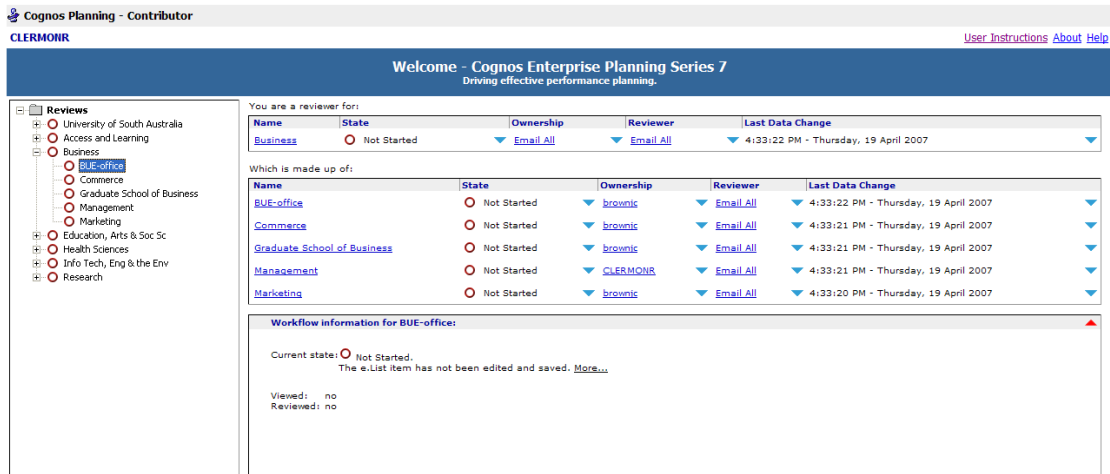 Cognos Planning - Contributor
CLERMONR User Instructions About Help
Welcome - Cognos Enterprise Planning Series 7
Driving effective performance planning.
Reviews
University of South Australia
Access and Learning
Business
BUE-office
Commerce
Graduate School of Business
Management
Marketing
Education, Arts & Soc Sc
Health Sciences
Info Tech, Eng & the Env
Research
You are a reviewer for:
Name State Ownership Reviewer Last Data Change
Business Not Started Email All Email All 4:33:22 PM - Thursday, 19 April 2007
Which is made up of:
Name State Ownership Reviewer Last Data Change
BUE-office Not Started brownjc Email All 4:33:22 PM - Thursday, 19 April 2007
Commerce Not Started brownjc Email All 4:33:21 PM - Thursday, 19 April 2007
Graduate School of Business Not Started brownjc Email All 4:33:21 PM - Thursday, 19 April 2007
Management Not Started CLERMONR Email All 4:33:21 PM - Thursday, 19 April 2007
Marketing Not Started brownjc Email All 4:33:20 PM - Thursday, 19 April 2007
Workflow information for BUE-office:
Current state: Not Started.
The e.List item has not been edited and saved. More...
Viewed: no
Reviewed: no